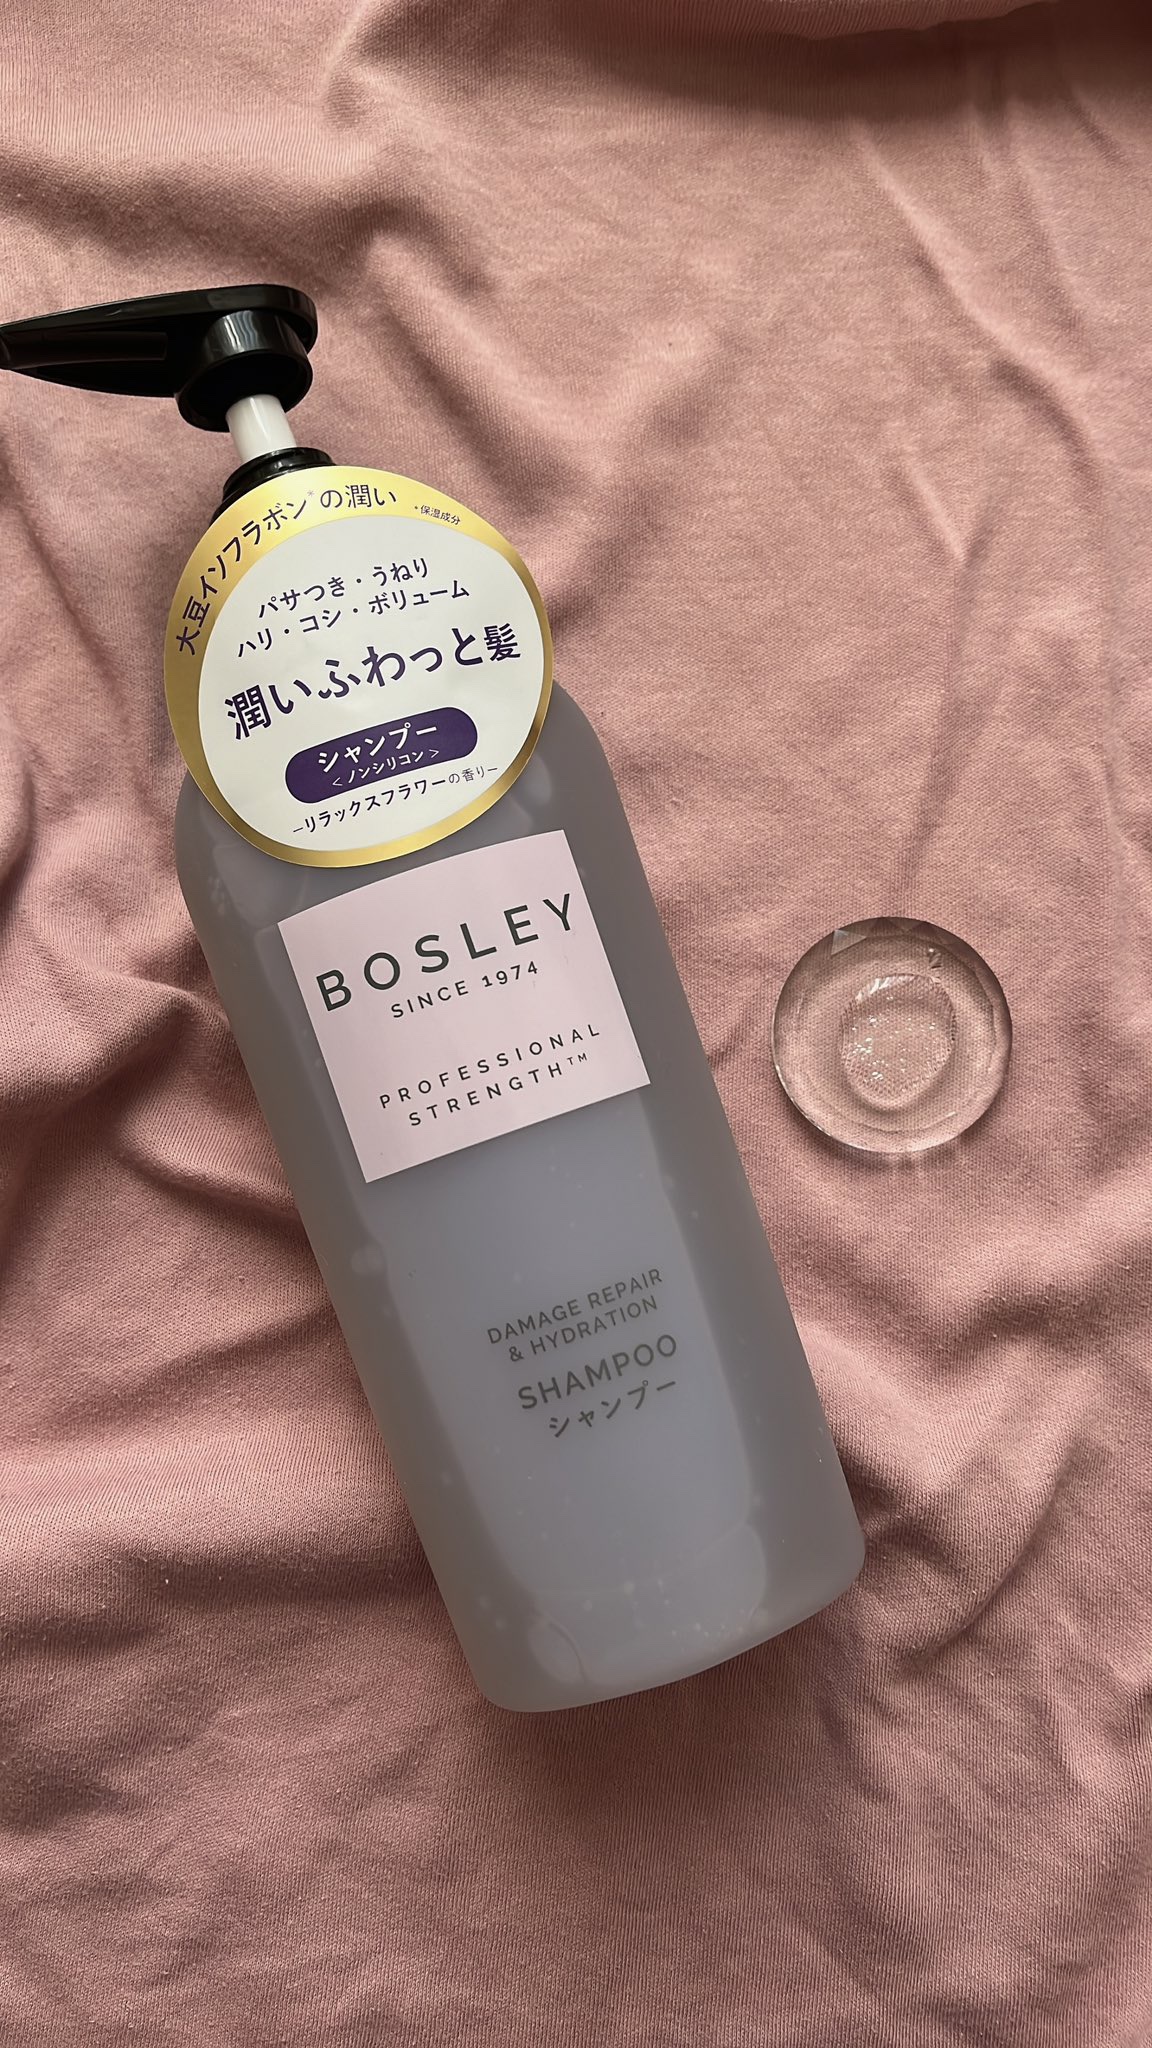 大豆イソフラボン*の潤い
*保湿成分
パサつき・うねり
ハリ・コシ・ボリューム
潤いふわっと髪
シャンプー
<ノンシリコン>
―リラックスフラワーの香り―
BOSLEY
SINCE 1974
PROFESSIONAL
STRENGTH™
DAMAGE REPAIR
& HYDRATION
SHAMPOO
シャンプー